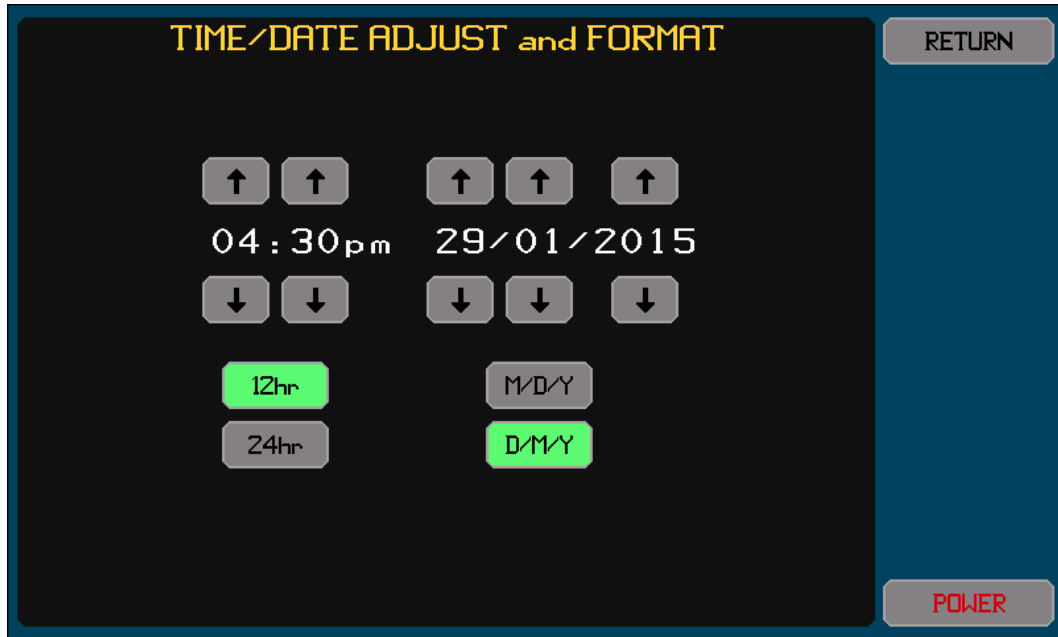 TIME/DATE ADJUST and FORMAT
RETURN
↑ ↑ ↑ ↑ ↑
04:30pm 29/01/2015
↓ ↓ ↓ ↓ ↓
12hr M/D/Y
24hr D/M/Y
POWER